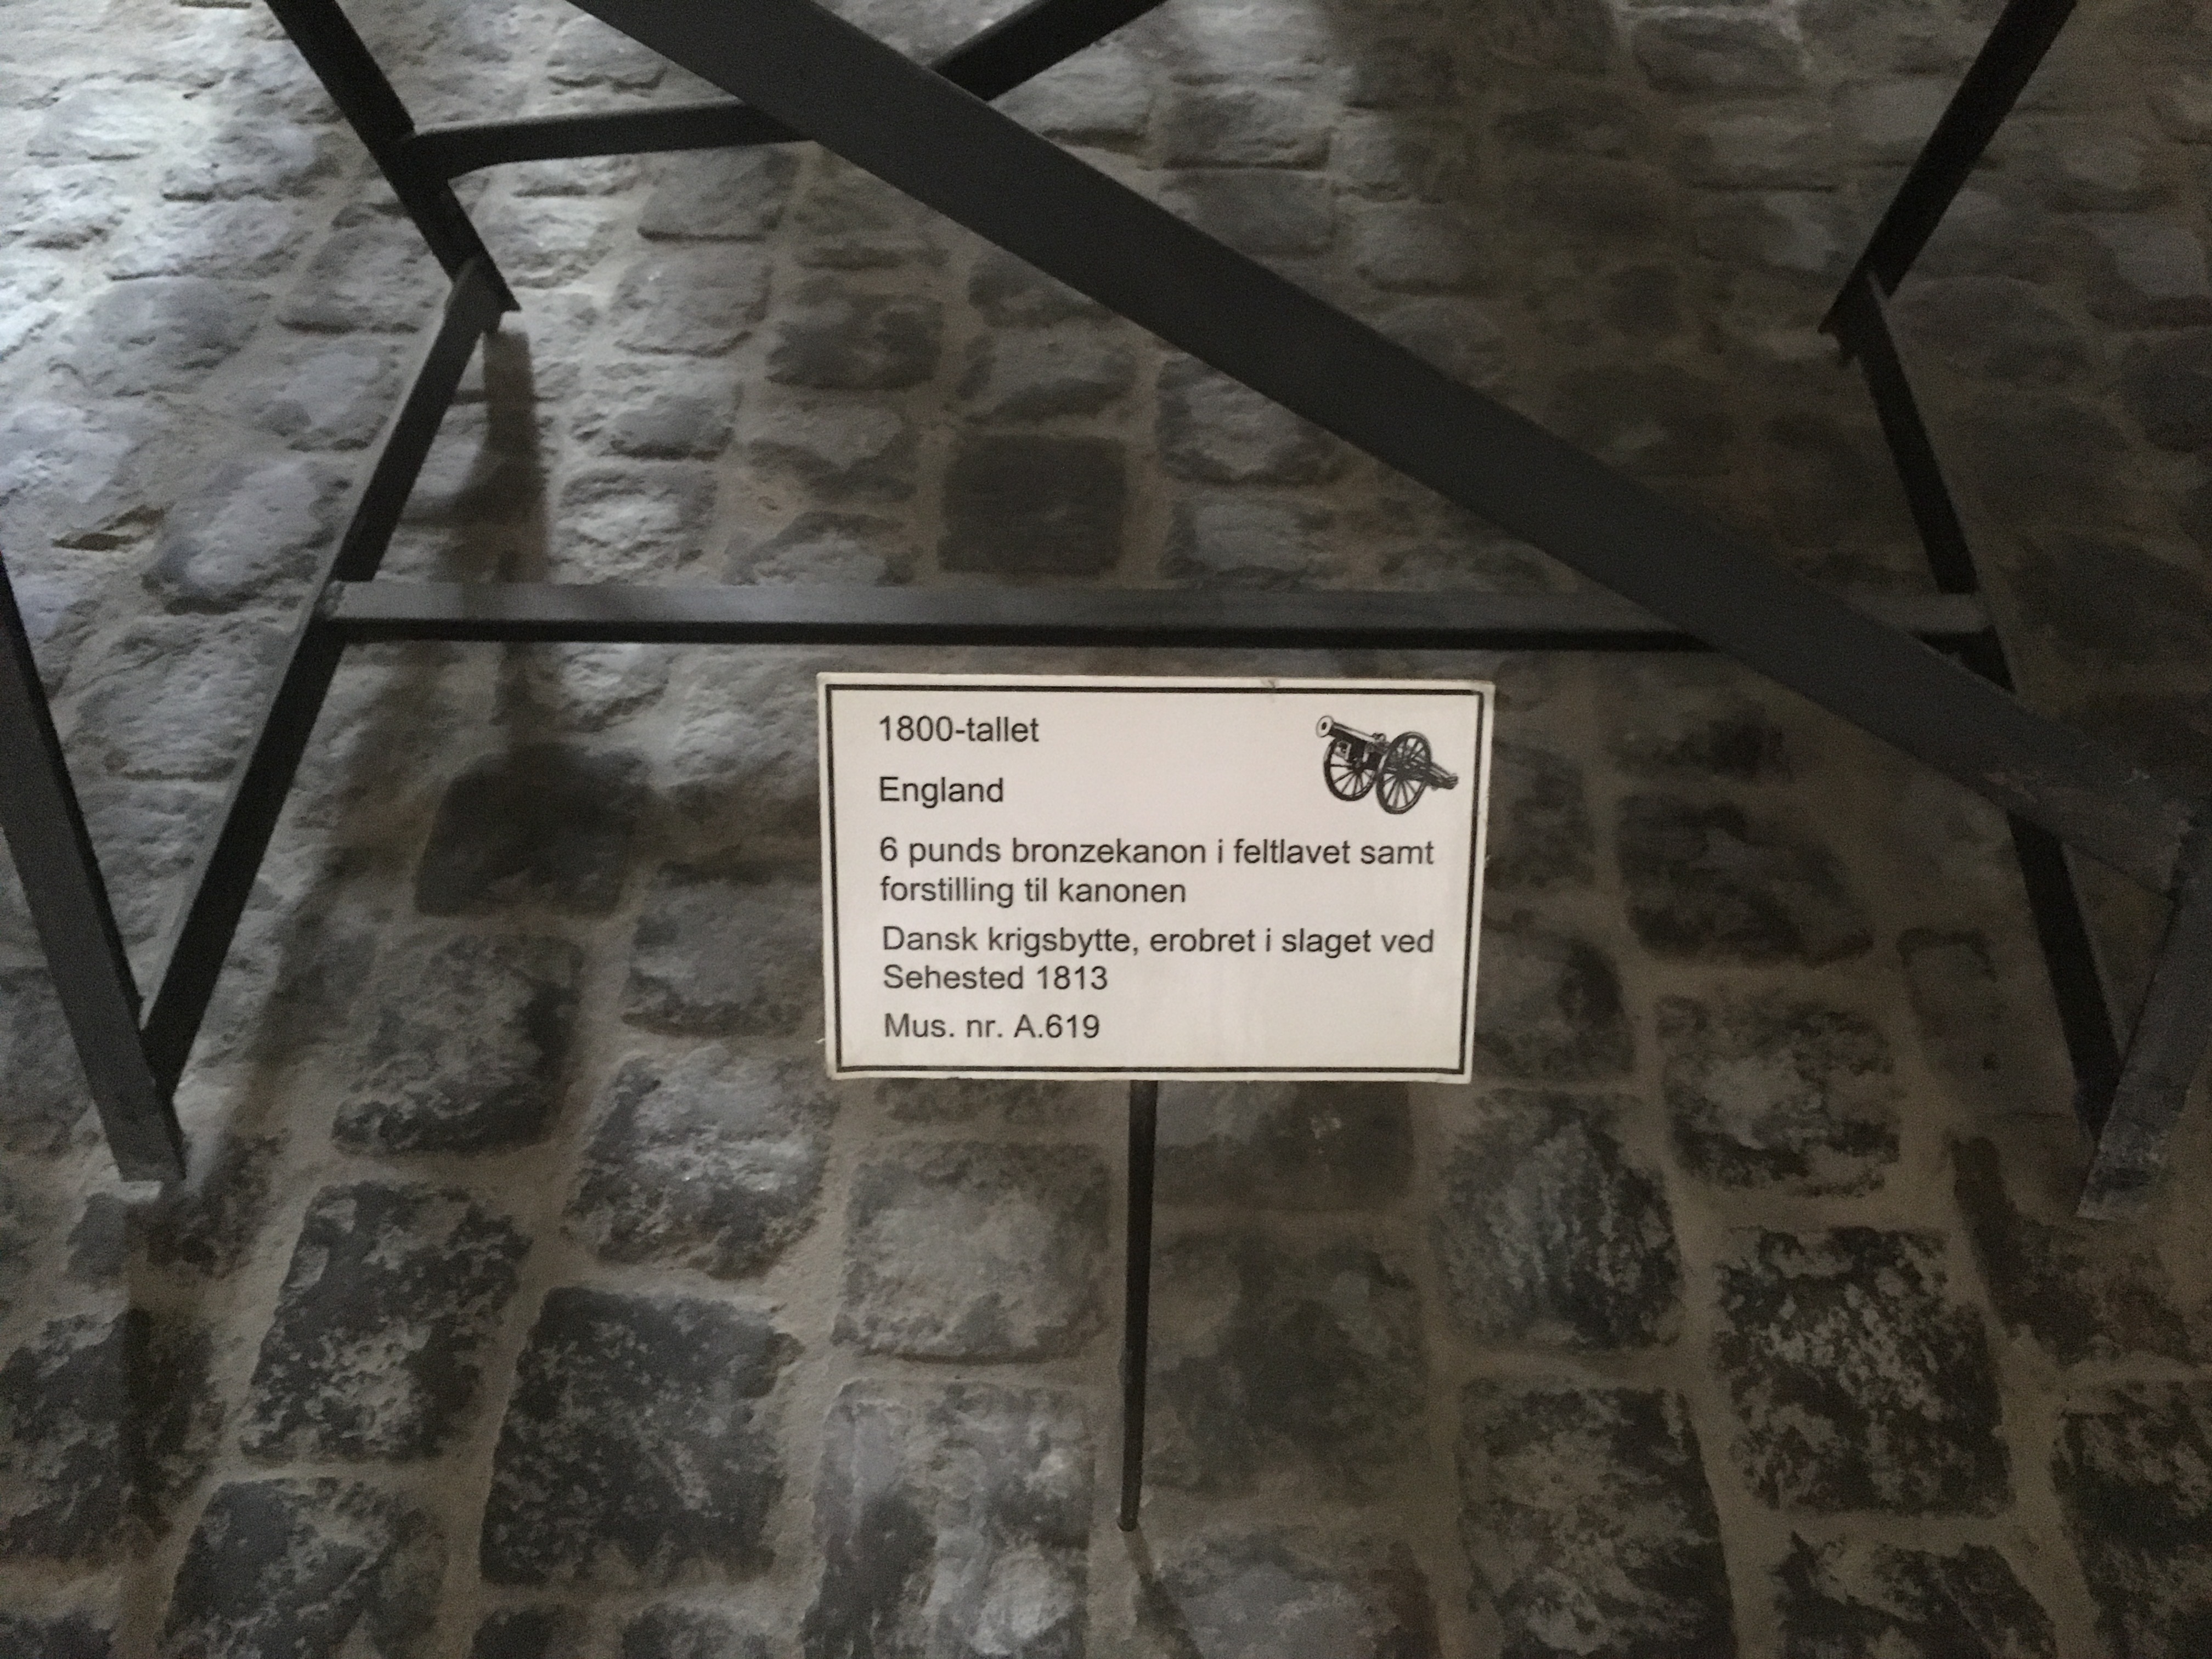 1800-tallet
England
6 punds bronzekanon i feltlavet samt
forstilling til kanonen
Dansk krigsbytte, erobret i slaget ved
Sehested 1813
Mus. nr. A.619